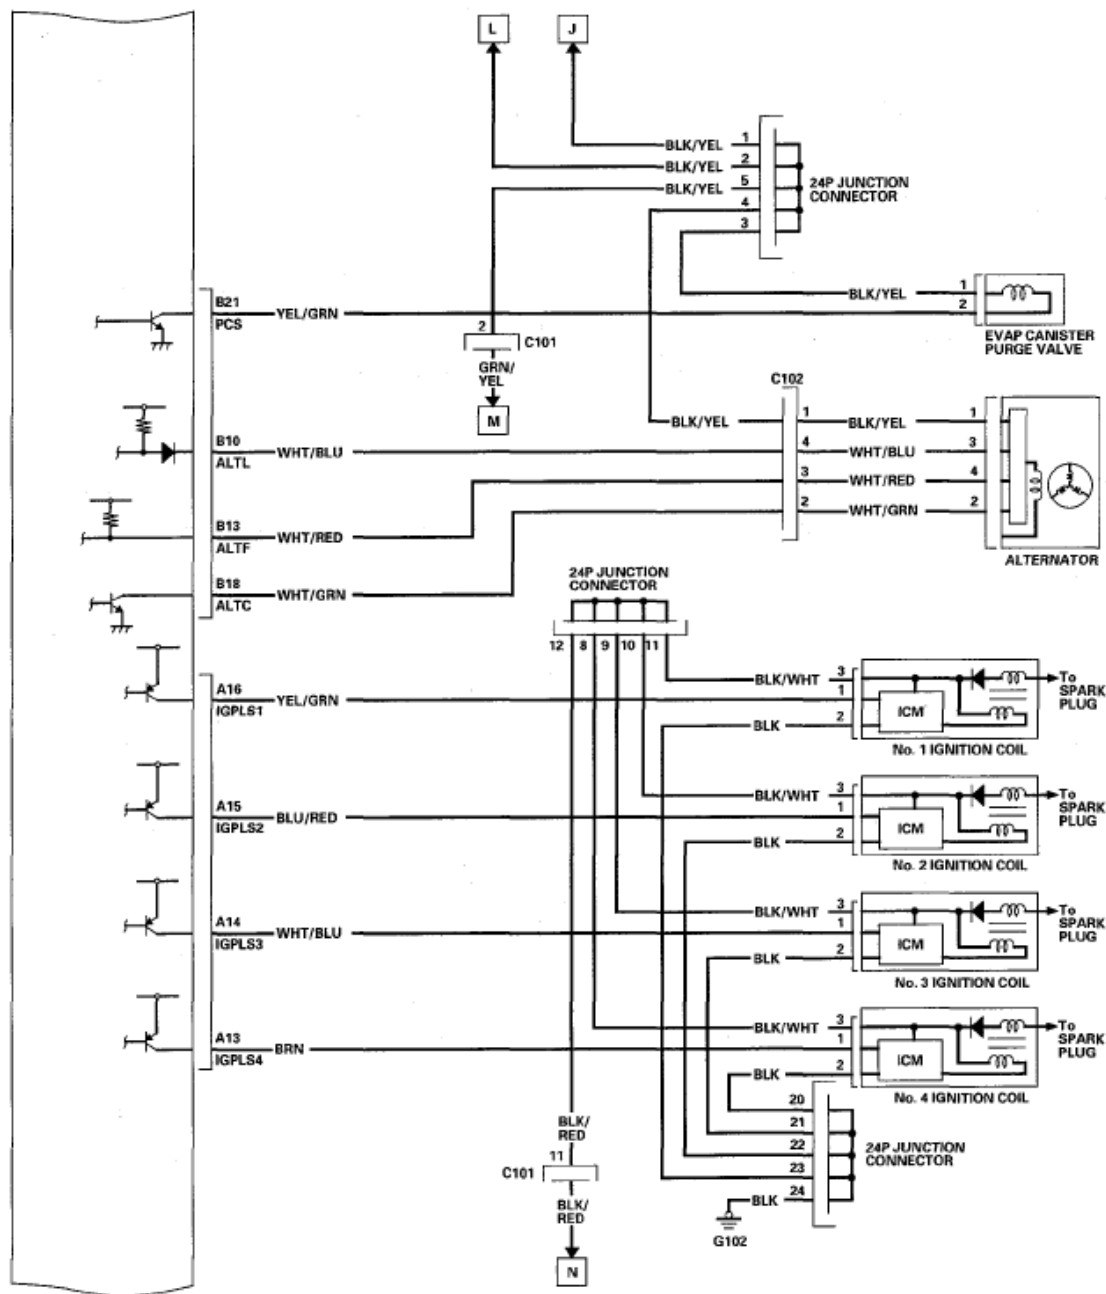 L
J
BLK/YEL
1
BLK/YEL
2
BLK/YEL
5
4
3
24P JUNCTION
CONNECTOR
B21
PCS
YEL/GRN
BLK/YEL
1
2
EVAP CANISTER
PURGE VALVE
2
C101
GRN/
YEL
M
C102
BLK/YEL
1
BLK/YEL
1
B10
ALTL
WHT/BLU
4
WHT/BLU
3
3
WHT/RED
4
2
WHT/GRN
2
ALTERNATOR
B13
ALTF
WHT/RED
B18
ALTC
WHT/GRN
24P JUNCTION
CONNECTOR
12
8
9
10
11
A16
IGPLS1
YEL/GRN
BLK/WHT
3
1
BLK
2
ICM
To
SPARK
PLUG
No. 1 IGNITION COIL
A15
IGPLS2
BLU/RED
BLK/WHT
3
1
BLK
2
ICM
To
SPARK
PLUG
No. 2 IGNITION COIL
A14
IGPLS3
WHT/BLU
BLK/WHT
3
1
BLK
2
ICM
To
SPARK
PLUG
No. 3 IGNITION COIL
A13
IGPLS4
BRN
BLK/WHT
3
1
BLK
2
ICM
To
SPARK
PLUG
No. 4 IGNITION COIL
20
21
22
23
24
BLK
24P JUNCTION
CONNECTOR
G102
BLK/
RED
11
C101
BLK/
RED
N